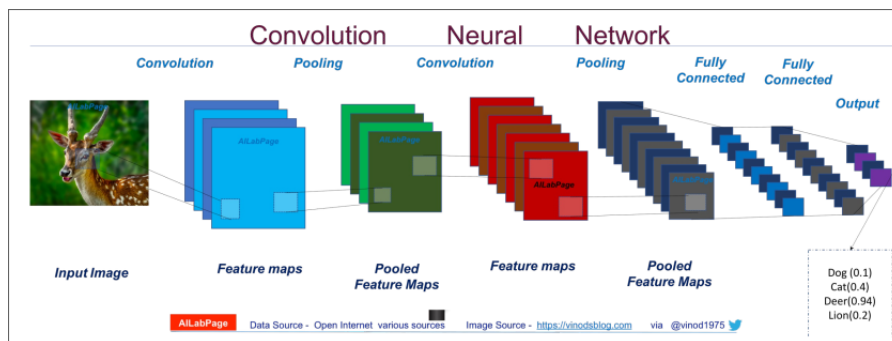 Convolution Neural Network
Convolution Pooling Convolution Pooling Fully Connected Fully Connected Output
AILabPage
AILabPage
AILabPage
AILabPage
Input Image
Feature maps
Pooled Feature Maps
Feature maps
Pooled Feature Maps
Dog (0.1)
Cat(0.4)
Deer(0.94)
Lion(0.2)
AILabPage Data Source - Open Internet various sources Image Source - https://vinodsblog.com via @vinod1975